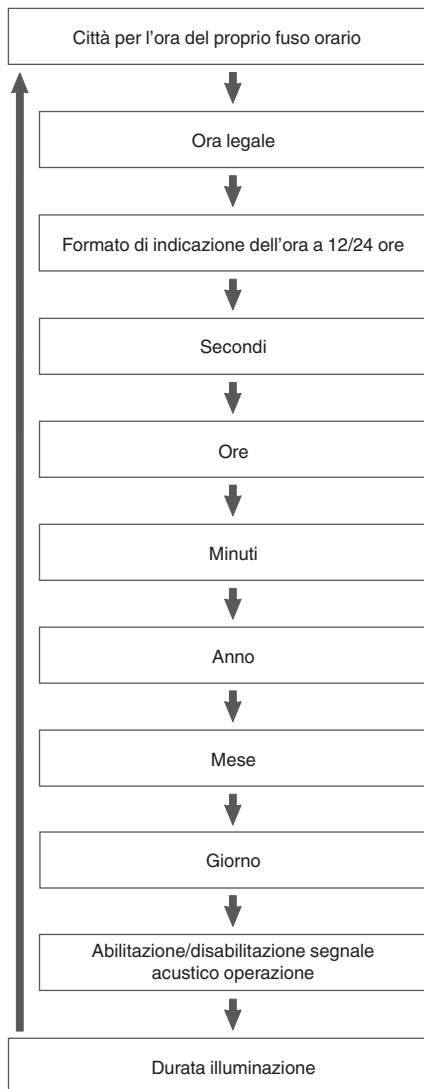 Città per l'ora del proprio fuso orario
Ora legale
Formato di indicazione dell'ora a 12/24 ore
Secondi
Ore
Minuti
Anno
Mese
Giorno
Abilitazione/disabilitazione segnale
acustico operazione
Durata illuminazione